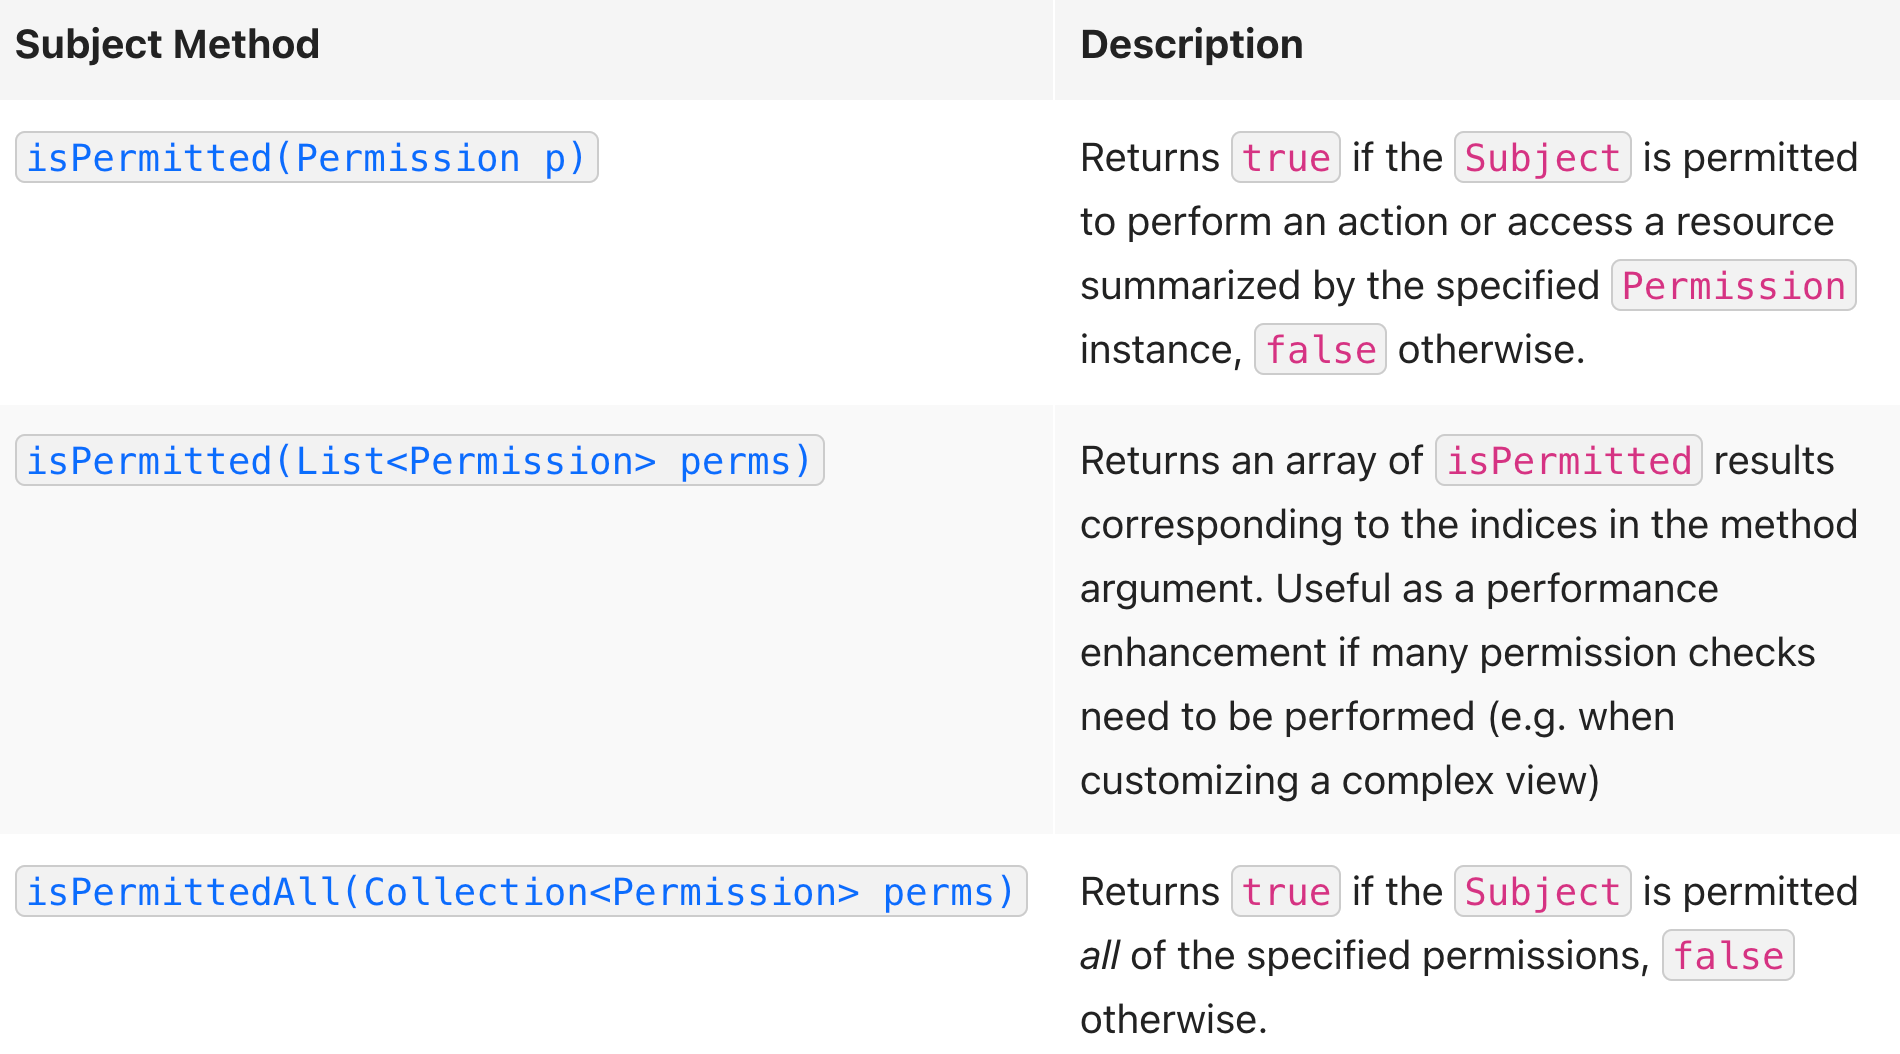 Subject Method
Description
isPermitted(Permission p)
Returns true if the Subject is permitted
to perform an action or access a resource
summarized by the specified Permission
instance, false otherwise.
isPermitted(List<Permission> perms)
Returns an array of isPermitted results
corresponding to the indices in the method
argument. Useful as a performance
enhancement if many permission checks
need to be performed (e.g. when
customizing a complex view)
isPermittedAll(Collection<Permission> perms)
Returns true if the Subject is permitted
all of the specified permissions, false
otherwise.